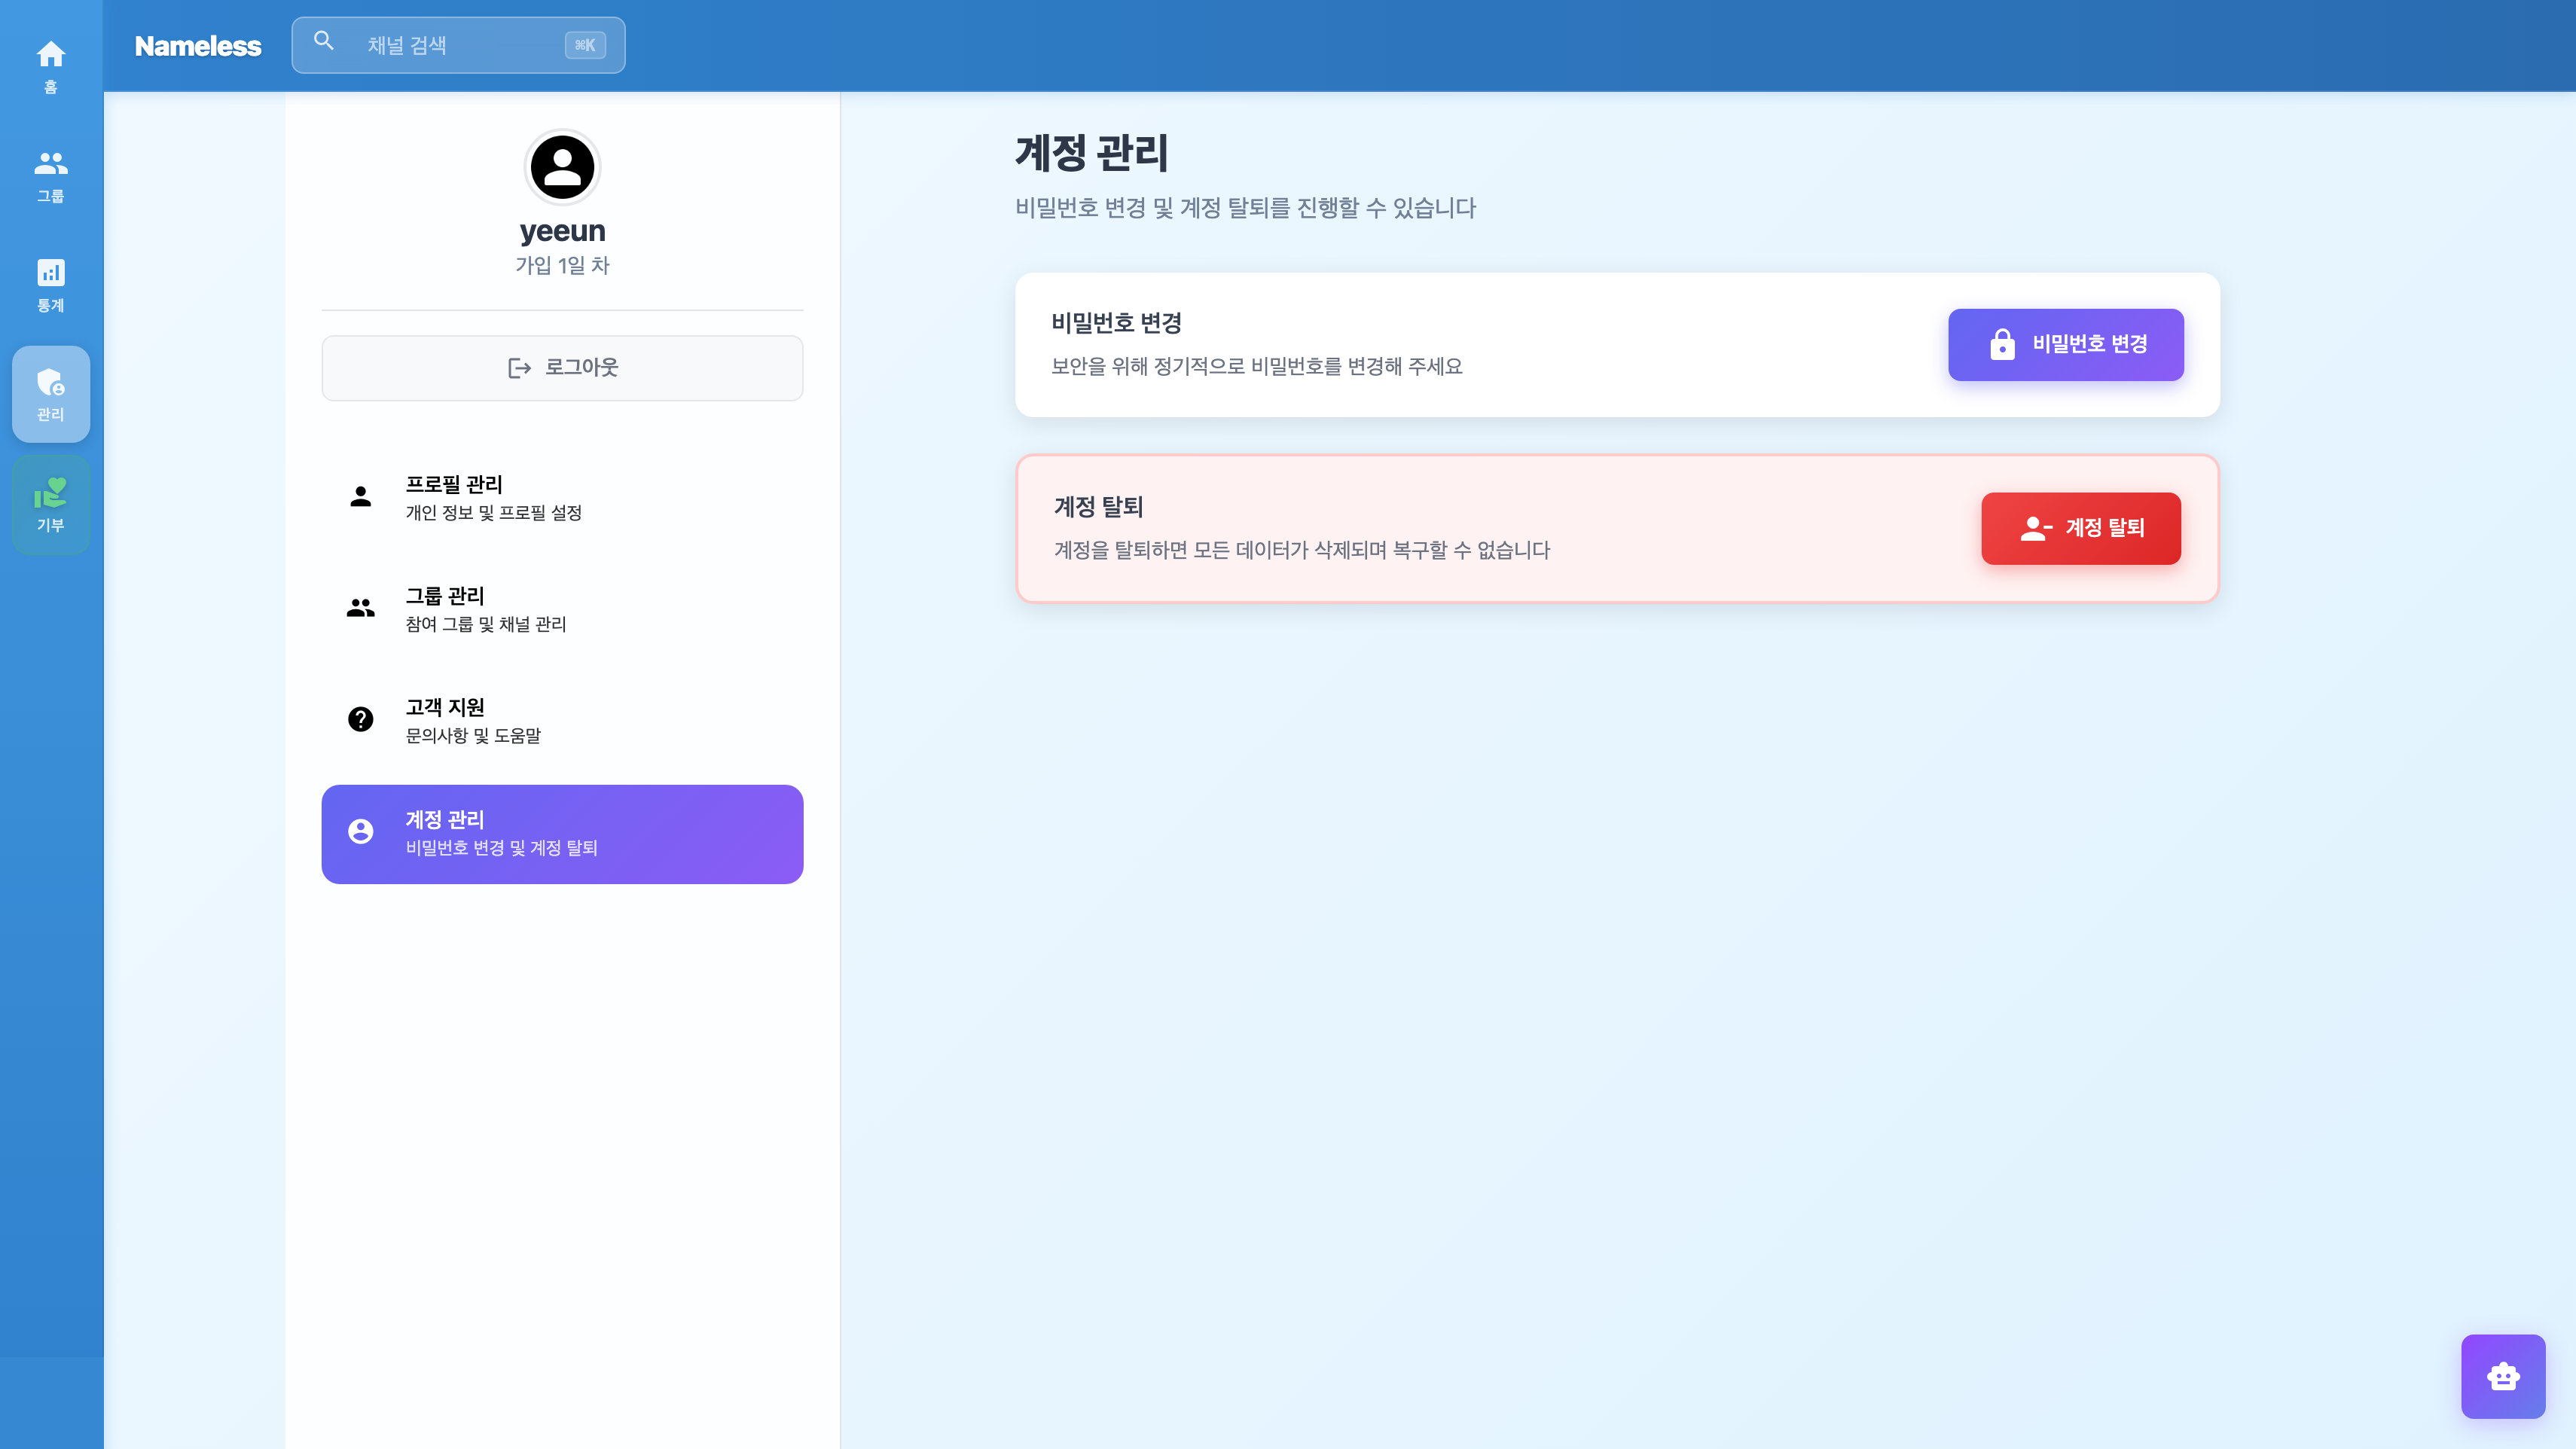 Nameless
채널 검색
⌘K
홈
그룹
통계
관리
기부
yeeun
가입 1일 차
로그아웃
프로필 관리
개인 정보 및 프로필 설정
그룹 관리
참여 그룹 및 채널 관리
고객 지원
문의사항 및 도움말
계정 관리
비밀번호 변경 및 계정 탈퇴
계정 관리
비밀번호 변경 및 계정 탈퇴를 진행할 수 있습니다
비밀번호 변경
보안을 위해 정기적으로 비밀번호를 변경해 주세요
비밀번호 변경
계정 탈퇴
계정을 탈퇴하면 모든 데이터가 삭제되며 복구할 수 없습니다
계정 탈퇴